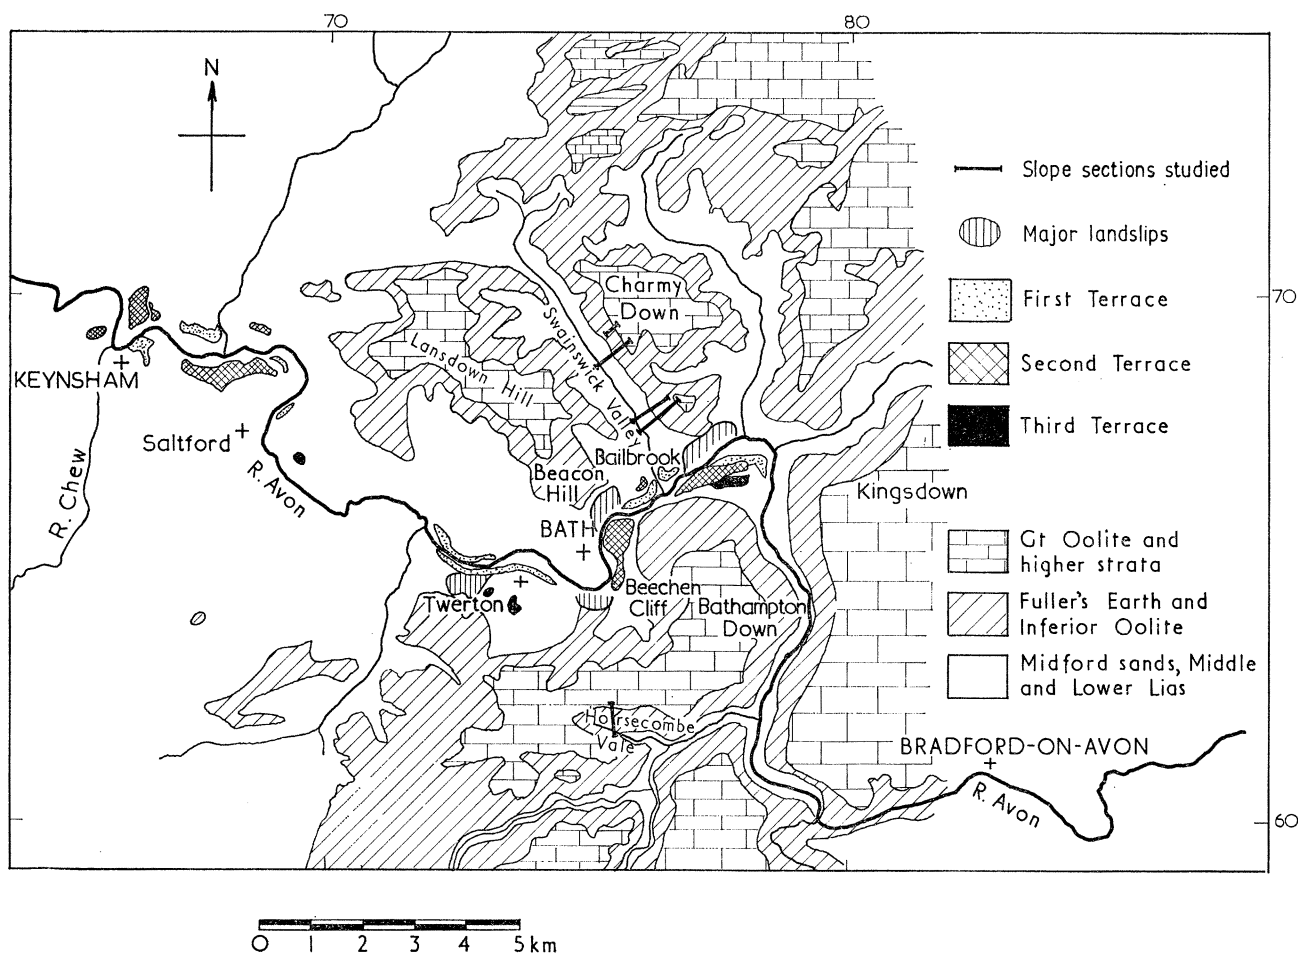 70
80
N
Slope sections studied
Major landslips
First Terrace
Second Terrace
Third Terrace
Gt Oolite and
higher strata
Fuller's Earth and
Inferior Oolite
Midford sands, Middle
and Lower Lias
70
60
Charmy
Down
Swainswick Valley
Lansdown Hill
KEYNSHAM
Saltford
R. Chew
R. Avon
Bailbrook
Beacon
Hill
BATH
Kingsdown
Twerton
Beechen
Cliff
Bathampton
Down
Horsecombe
Vale
BRADFORD-ON-AVON
R. Avon
0 1 2 3 4 5 km